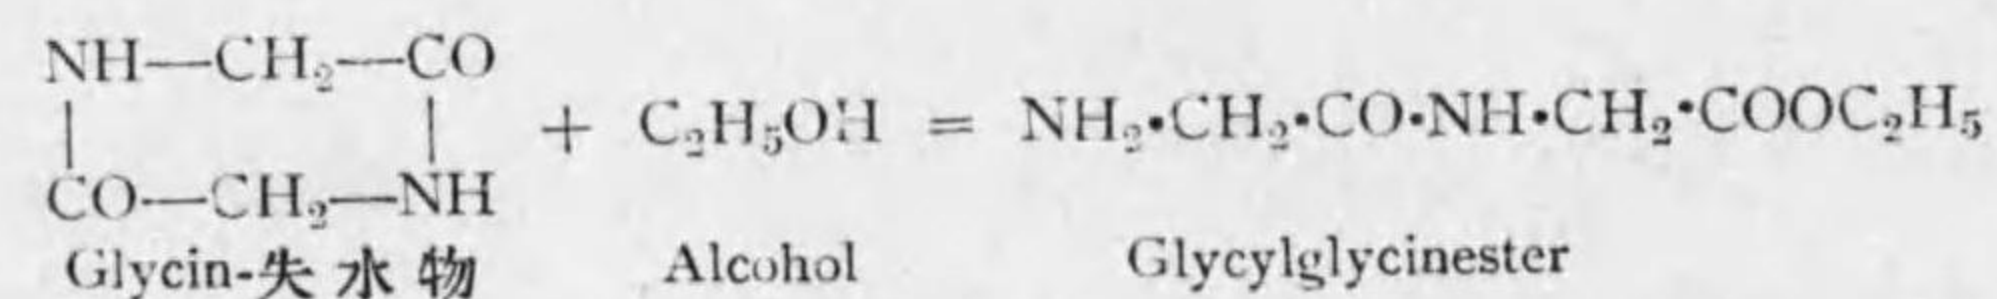 NH—CH₂—CO
| |
+ C₂H₅OH = NH₂•CH₂•CO•NH•CH₂•COOC₂H₅
CO—CH₂—NH
Glycin-失水物 Alcohol Glycylglycinester